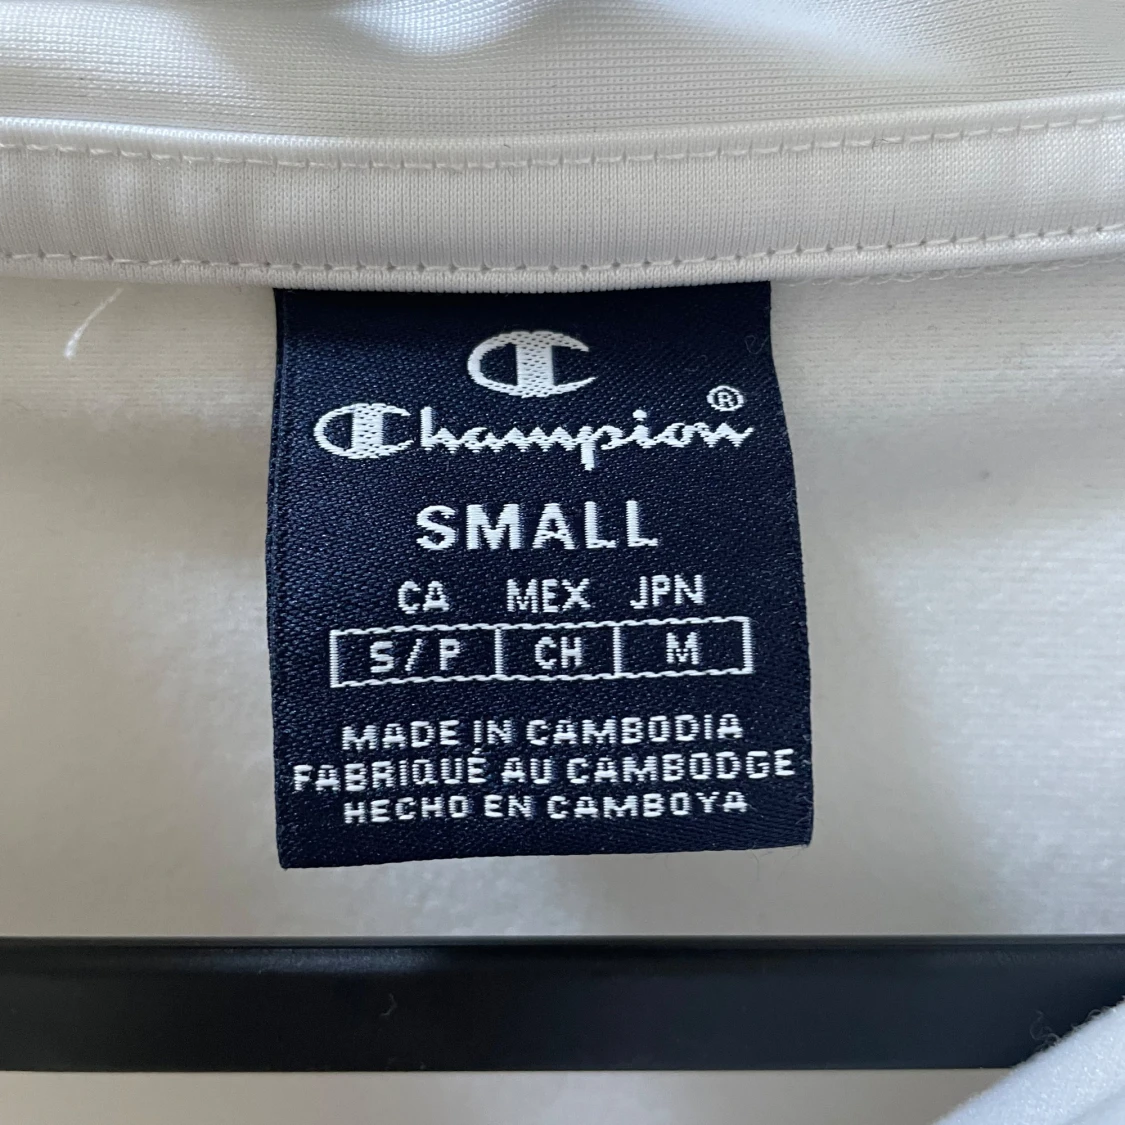 Champion®
SMALL
CA MEX JPN
S/P CH M
MADE IN CAMBODIA
FABRIQUÉ AU CAMBODGE
HECHO EN CAMBOYA